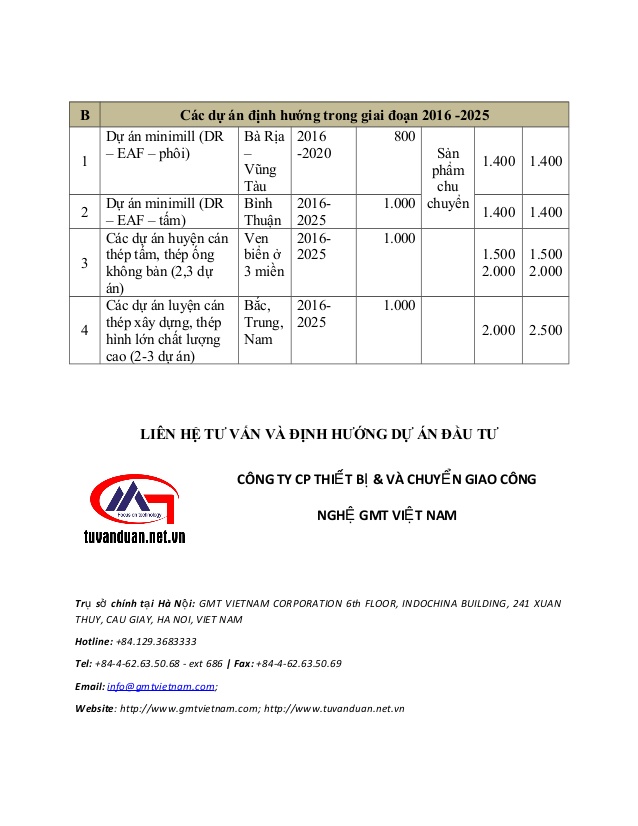 B Các dự án định hướng trong giai đoạn 2016 -2025
1 Dự án minimill (DR – EAF – phôi) Bà Rịa – Vũng Tàu 2016 -2020 800 Sản phẩm chu chuyển 1.400 1.400
2 Dự án minimill (DR – EAF – tấm) Bình Thuận 2016-2025 1.000 1.400 1.400
3 Các dự án huyện cán thép tấm, thép ống không bàn (2,3 dự án) Ven biển ở 3 miền 2016-2025 1.000 1.500 2.000 1.500 2.000
4 Các dự án luyện cán thép xây dựng, thép hình lớn chất lượng cao (2-3 dự án) Bắc, Trung, Nam 2016-2025 1.000 2.000 2.500
LIÊN HỆ TƯ VẤN VÀ ĐỊNH HƯỚNG DỰ ÁN ĐẦU TƯ
Focus on technology
tuvanduan.net.vn
CÔNG TY CP THIẾT BỊ & VÀ CHUYỂN GIAO CÔNG
NGHỆ GMT VIỆT NAM
Trụ sở chính tại Hà Nội: GMT VIETNAM CORPORATION 6th FLOOR, INDOCHINA BUILDING, 241 XUAN
THUY, CAU GIAY, HA NOI, VIET NAM
Hotline: +84.129.3683333
Tel: +84-4-62.63.50.68 - ext 686 | Fax: +84-4-62.63.50.69
Email: info@gmtvietnam.com;
Website: http://www.gmtvietnam.com; http://www.tuvanduan.net.vn